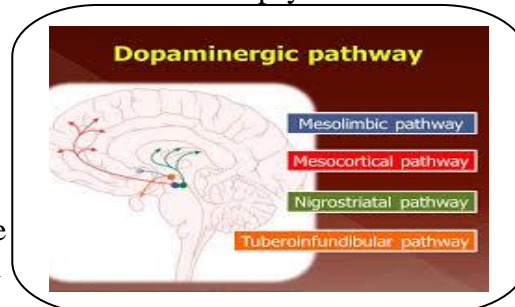 Dopaminergic pathway
Mesolimbic pathway
Mesocortical pathway
Nigrostriatal pathway
Tuberoinfundibular pathway